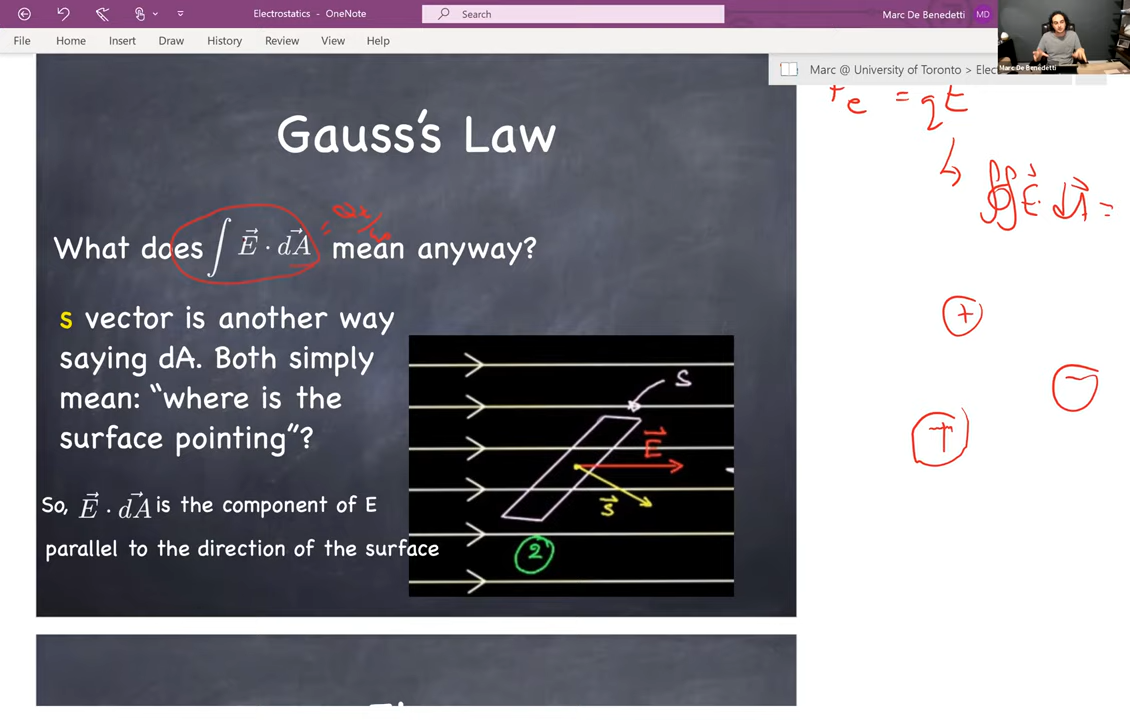 Electrostatics - OneNote
Search
Marc De Benedetti MD
File Home Insert Draw History Review View Help
Marc De Benedetti
Marc @ University of Toronto > Elec
Gauss's Law
What does ∫ E⃗ · dA⃗ mean anyway?
s vector is another way
saying dA. Both simply
mean: “where is the
surface pointing”?
So, E⃗ · dA⃗ is the component of E
parallel to the direction of the surface
S
E⃗
s⃗
2
e = qE
↳ ∯ E⃗ · dA⃗ =
+
−
+